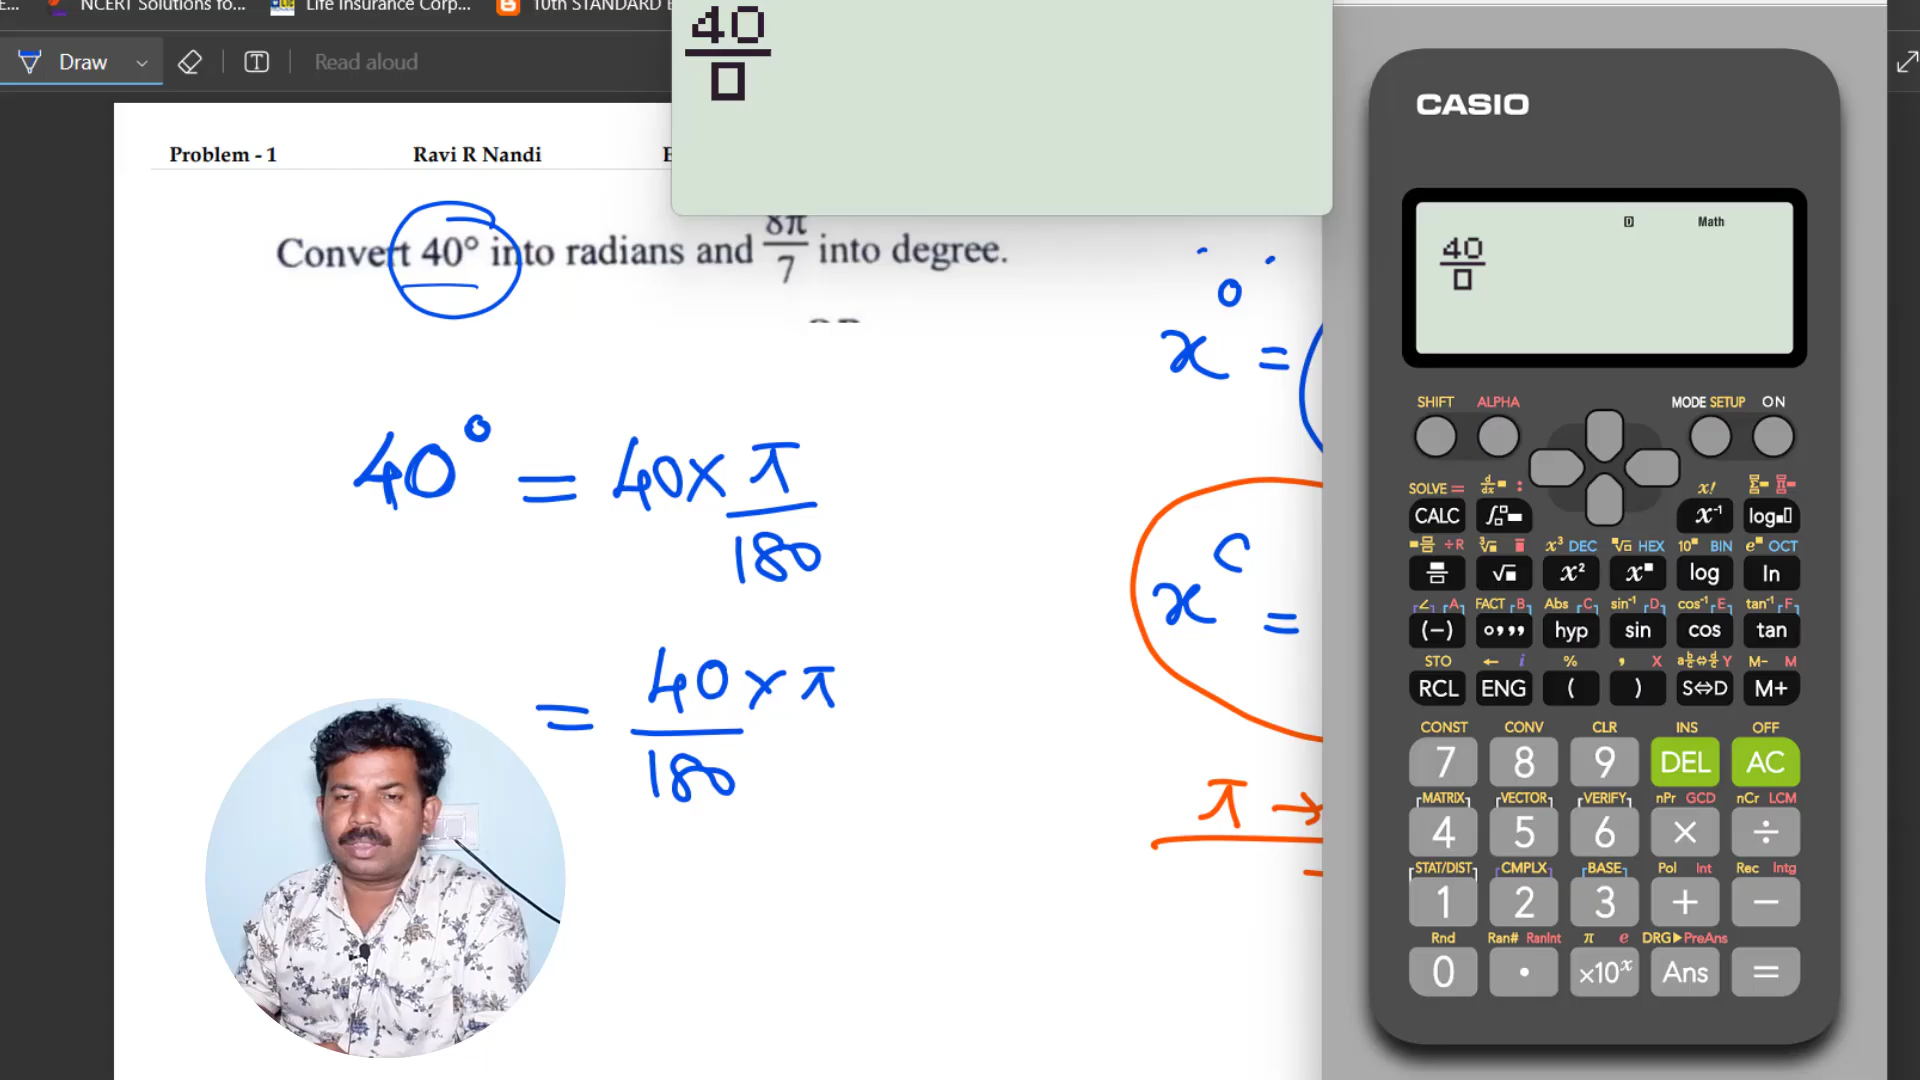 NCERT Solutions fo...
Life Insurance Corp...
10th STANDARD
Draw
Read aloud
40
Problem - 1 Ravi R Nandi
Convert 40° into radians and 8π/7 into degree.
x° =
40° = 40 × π/180
= 40/180 × π
xᶜ =
π →
CASIO
D Math
40
SHIFT ALPHA MODE SETUP ON
SOLVE = d/dx : x! Σ Π
CALC ∫ x⁻¹ log
÷R ³√ x³ DEC √ HEX 10 BIN e OCT
√ x² x log ln
∠ A FACT B Abs C sin⁻¹ D cos⁻¹ E tan⁻¹ F
(−) °,,, hyp sin cos tan
STO ← i % , X a b/c⇔d/c Y M− M
RCL ENG ( ) S⇔D M+
CONST CONV CLR INS OFF
7 8 9 DEL AC
MATRIX VECTOR VERIFY nPr GCD nCr LCM
4 5 6 × ÷
STAT/DIST CMPLX BASE Pol Int Rec Intg
1 2 3 + −
Rnd Ran# RanInt π e DRG▶ PreAns
0 . ×10ˣ Ans =